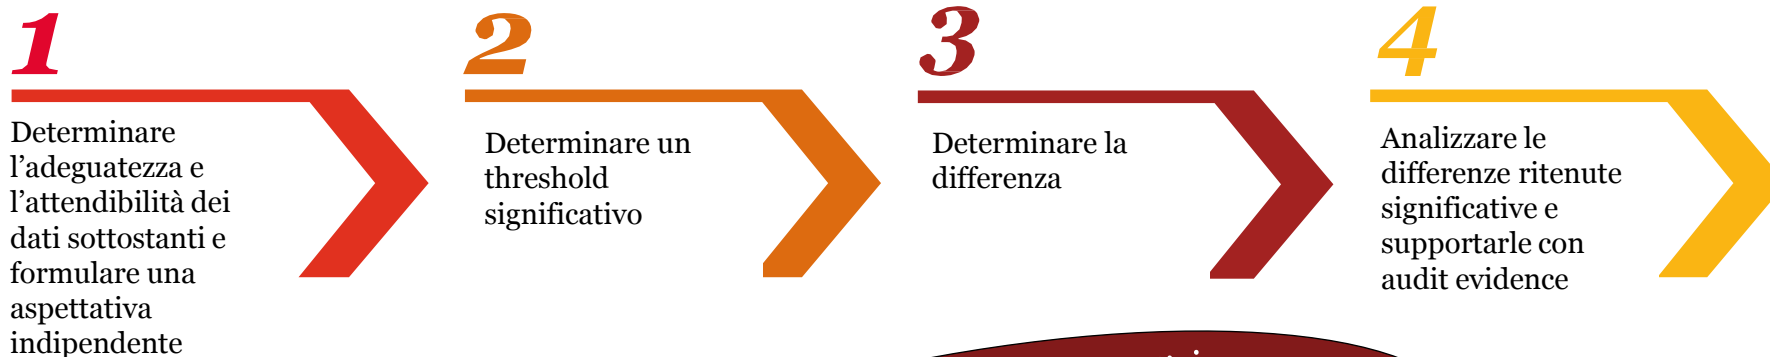 1
Determinare
l’adeguatezza e
l’attendibilità dei
dati sottostanti e
formulare una
aspettativa
indipendente
2
Determinare un
threshold
significativo
3
Determinare la
differenza
4
Analizzare le
differenze ritenute
significative e
supportarle con
audit evidence